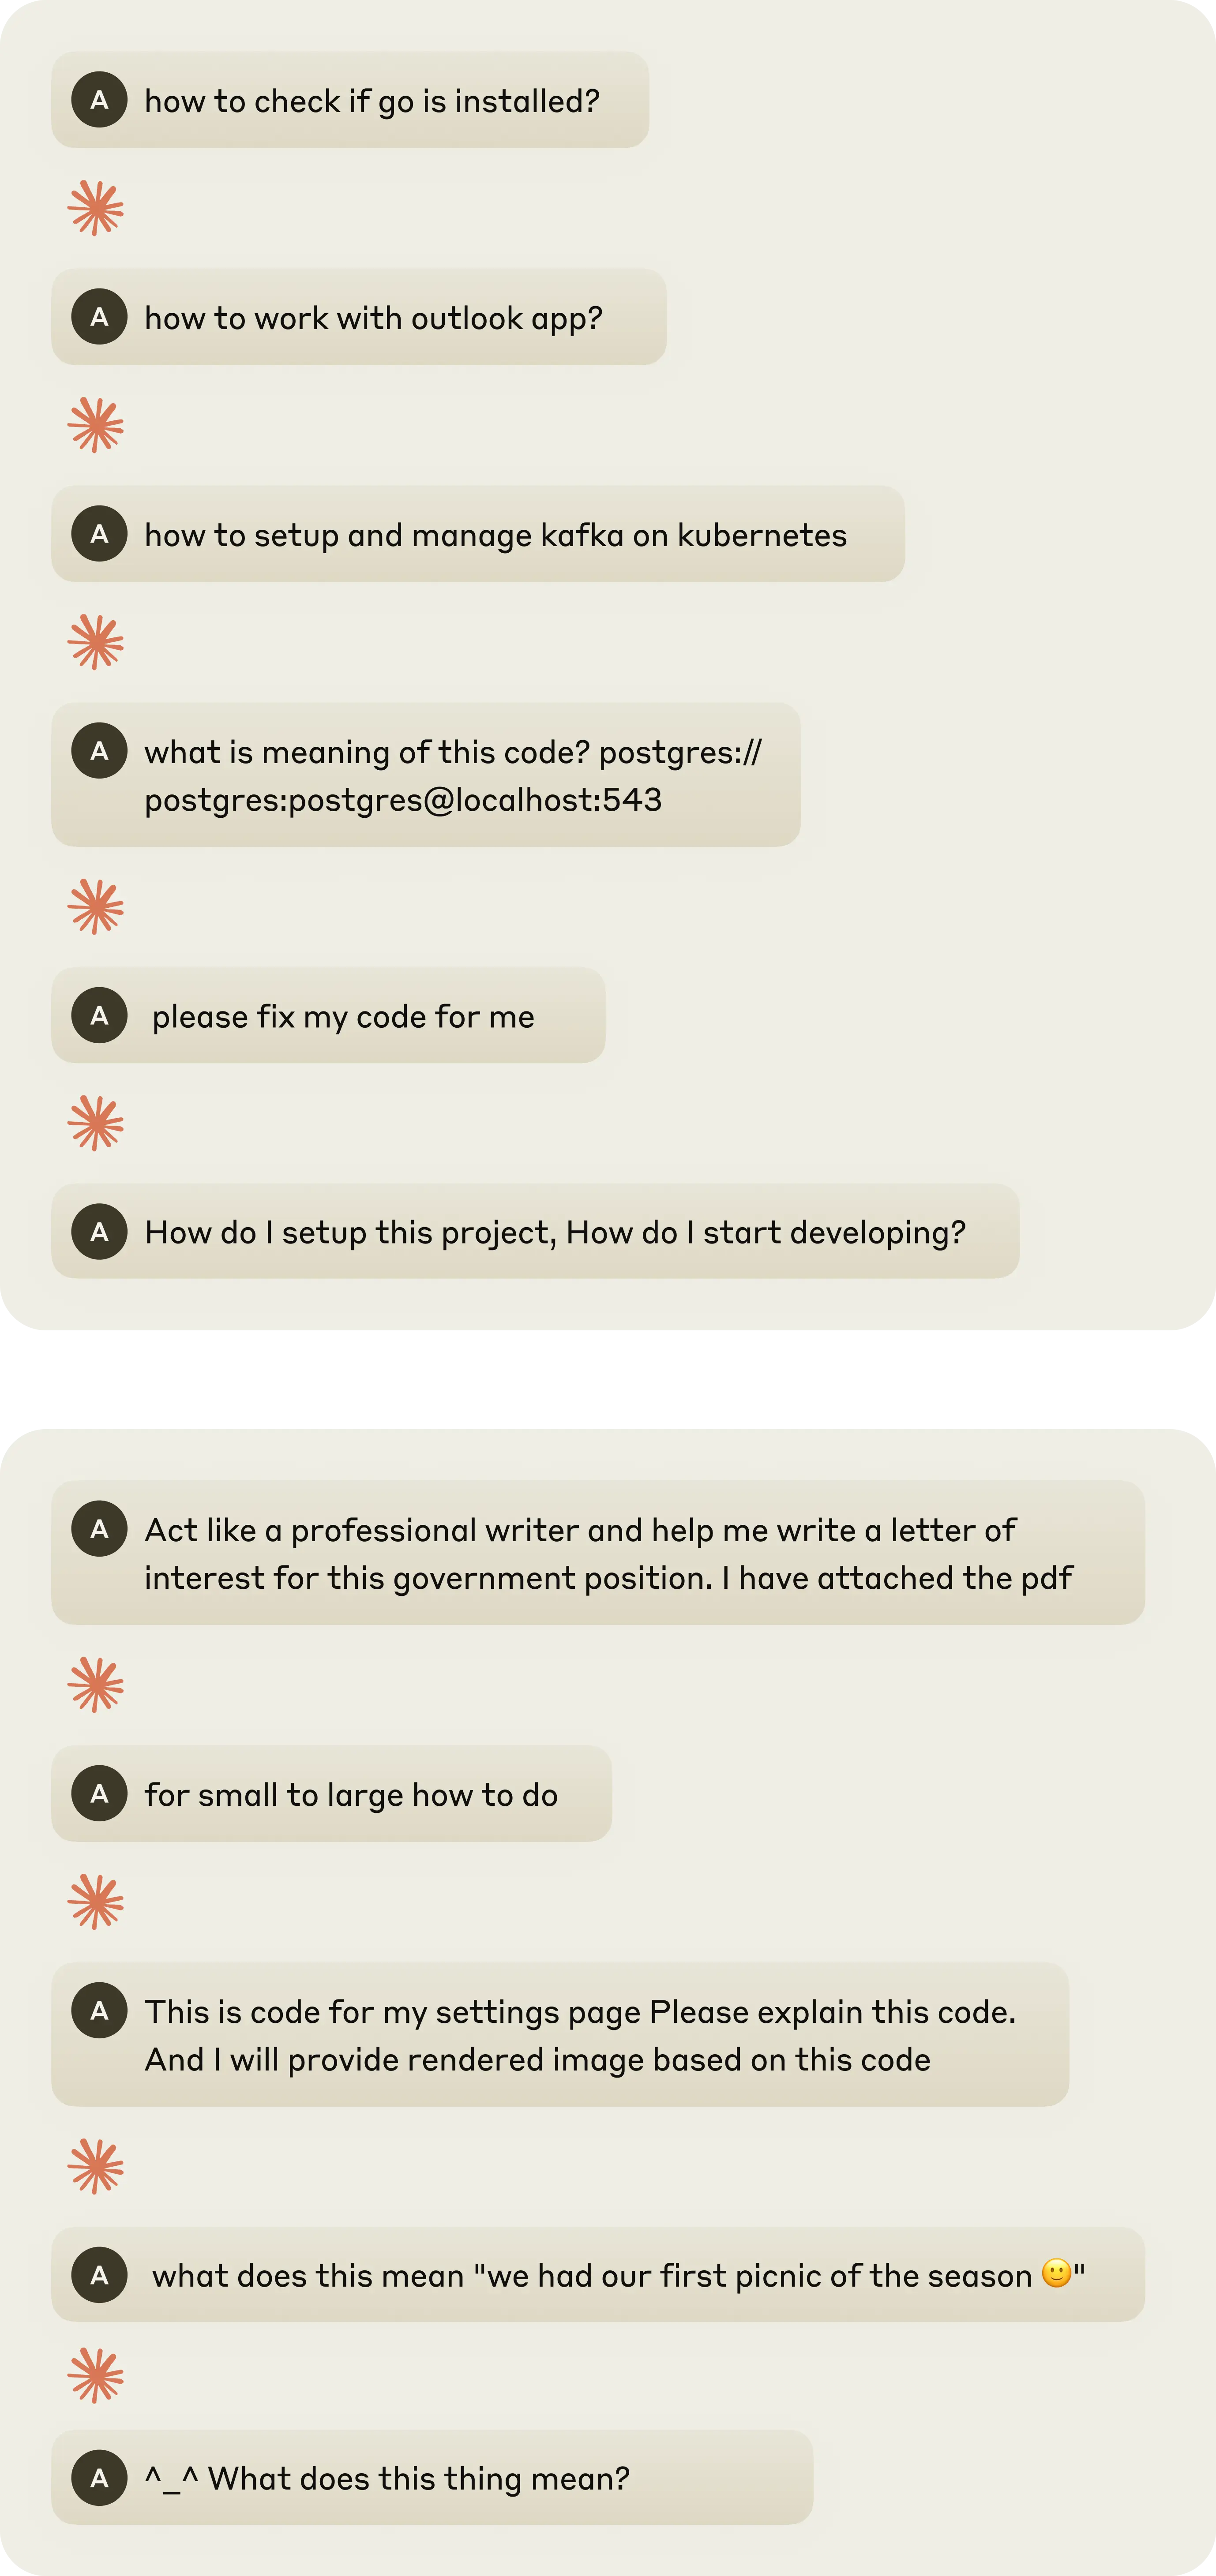 A how to check if go is installed?
A how to work with outlook app?
A how to setup and manage kafka on kubernetes
A what is meaning of this code? postgres://
postgres:postgres@localhost:543
A please fix my code for me
A How do I setup this project, How do I start developing?
A Act like a professional writer and help me write a letter of
interest for this government position. I have attached the pdf
A for small to large how to do
A This is code for my settings page Please explain this code.
And I will provide rendered image based on this code
A what does this mean "we had our first picnic of the season 🙂"
A ^_^ What does this thing mean?